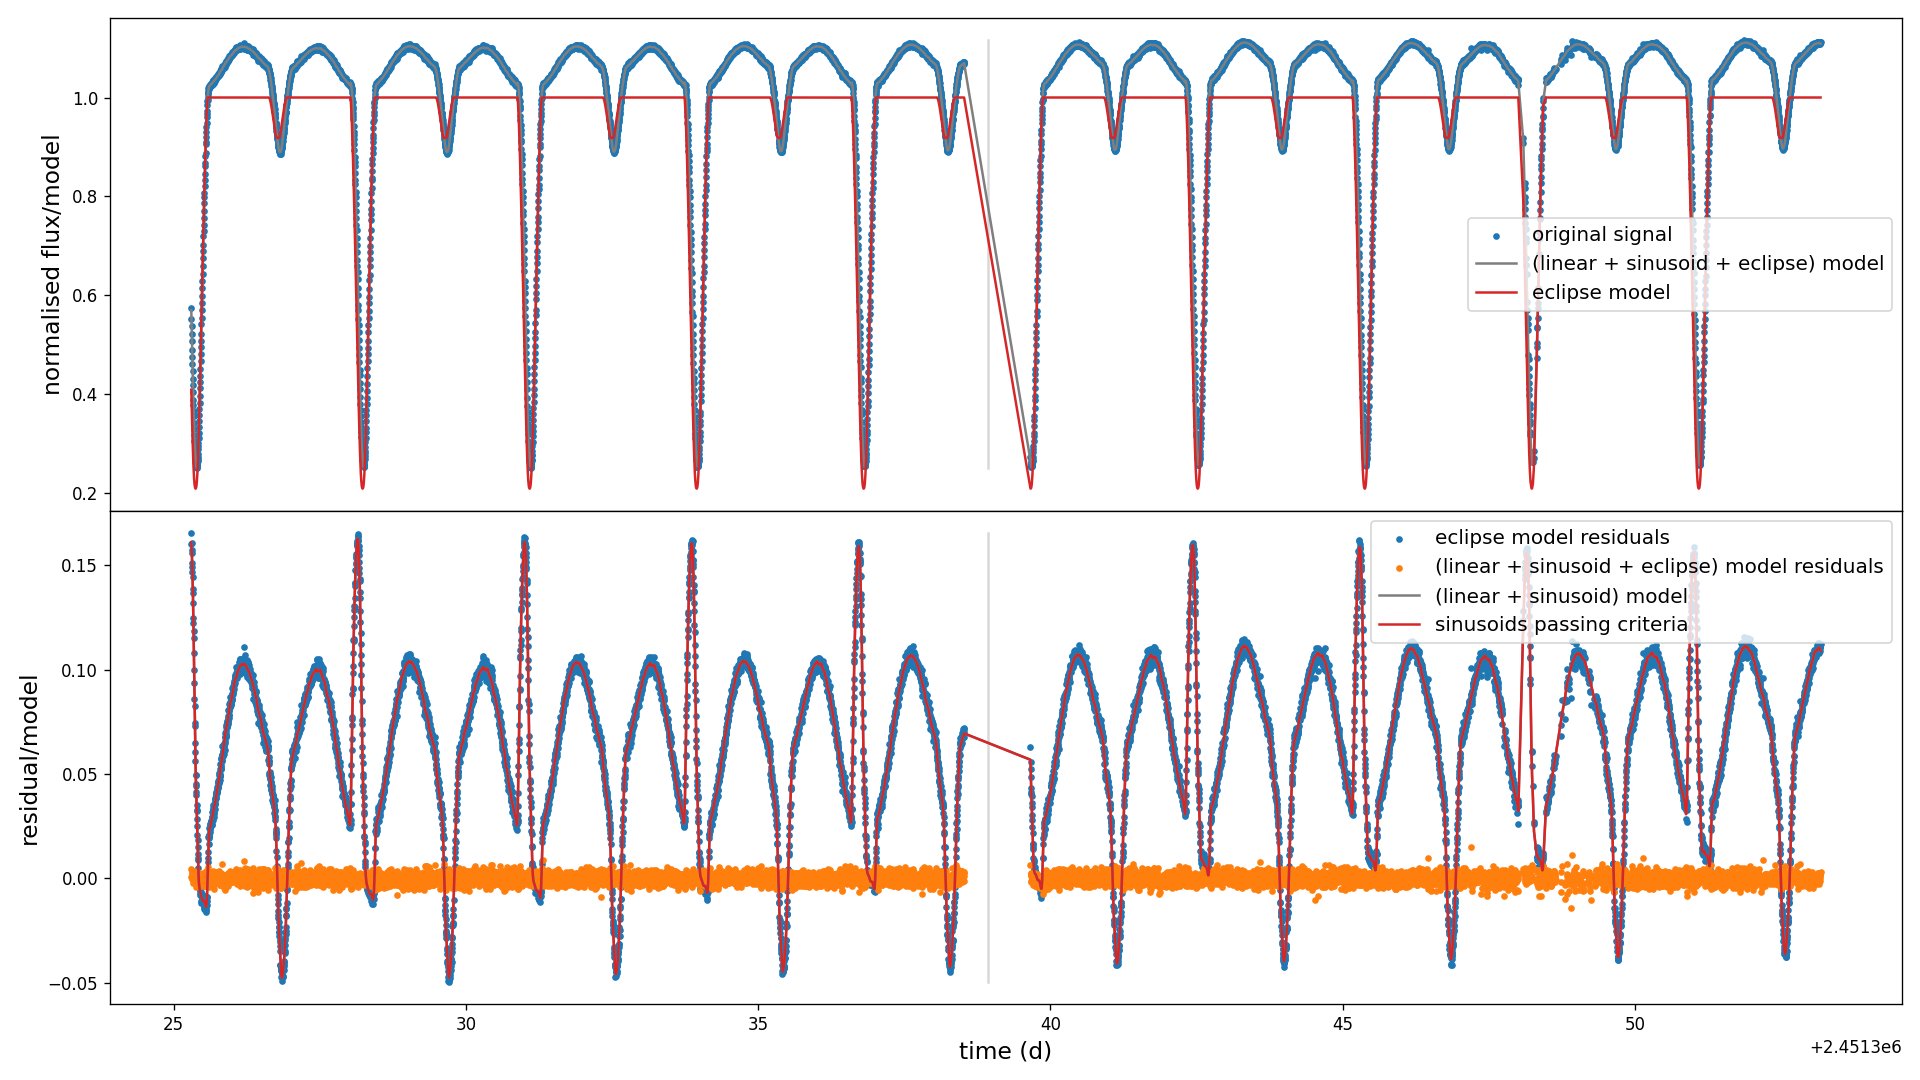 normalised flux/model
1.0
0.8
0.6
0.4
0.2
original signal
(linear + sinusoid + eclipse) model
eclipse model
residual/model
0.15
0.10
0.05
0.00
−0.05
eclipse model residuals
(linear + sinusoid + eclipse) model residuals
(linear + sinusoid) model
sinusoids passing criteria
25
30
35
40
45
50
time (d)
+2.4513e6